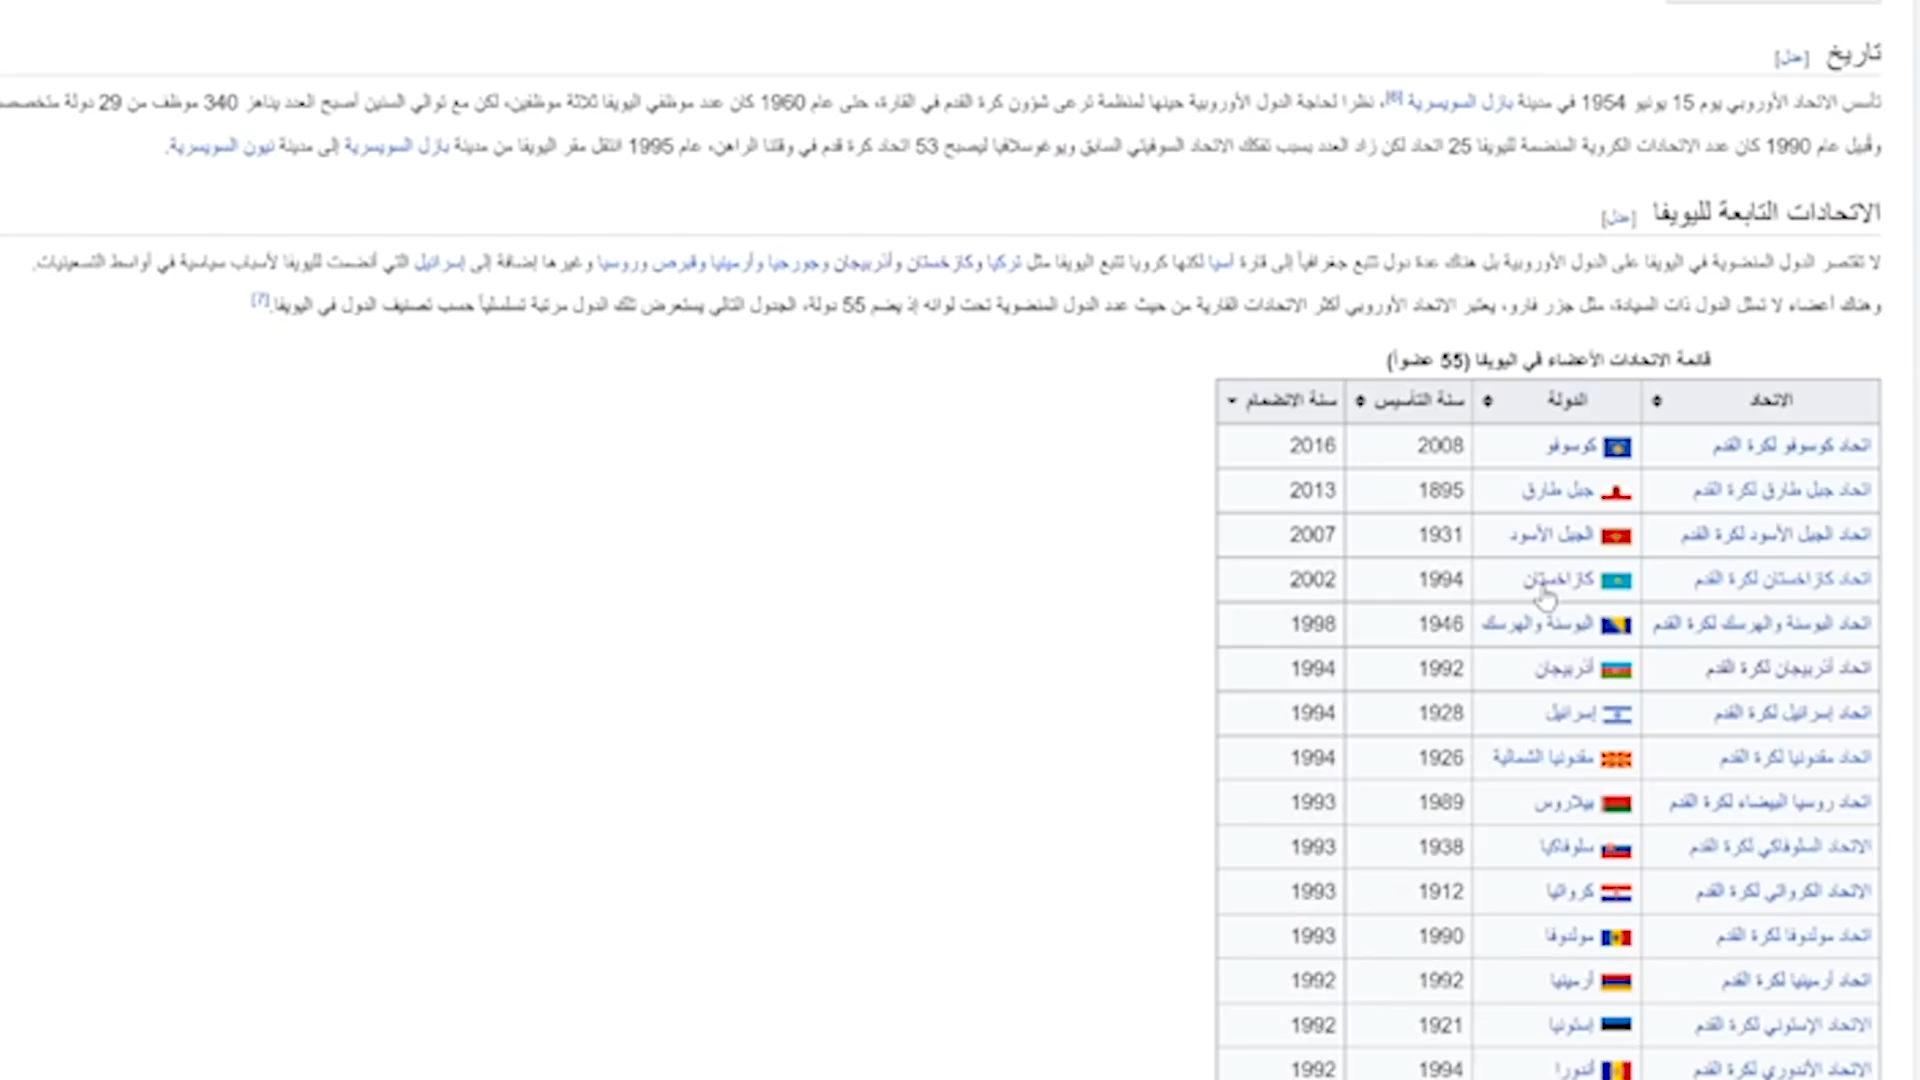 تاريخ [عدل]
تأسس الاتحاد الأوروبي يوم 15 يونيو 1954 في مدينة بازل السويسرية [6]، نظرا لحاجة الدول الأوروبية حينها لمنظمة ترعى شؤون كرة القدم في القارة، حتى عام 1960 كان عدد موظفي اليويفا ثلاثة موظفين، لكن مع توالي السنين أصبح العدد يناهز 340 موظف من 29 دولة
وقُبيل عام 1990 كان عدد الاتحادات الكروية المنضمة لليويفا 25 اتحاد لكن زاد العدد بسبب تفكك الاتحاد السوفيتي السابق ويوغوسلافيا ليصبح 53 اتحاد كرة قدم في وقتنا الراهن، عام 1995 انتقل مقر اليويفا من مدينة بازل السويسرية إلى مدينة نيون السويسرية.
الاتحادات التابعة لليويفا [عدل]
لا تقتصر الدول المنضوية في اليويفا على الدول الأوروبية بل هناك عدة دول تتبع جغرافياً إلى قارة آسيا لكنها كرويا تتبع اليويفا مثل تركيا وكازخستان وأذربيجان وجورجيا وأرمينيا وقبرص وروسيا وغيرها إضافة إلى إسرائيل التي أنضمت لليويفا لأسباب سياسية في أواسط التسعينيات.
وهناك أعضاء لا تمثل الدول ذات السيادة، مثل جزر فارو، يعتبر الاتحاد الأوروبي أكثر الاتحادات القارية من حيث عدد الدول المنضوية تحت لوائه إذ يضم 55 دولة، الجدول التالي يستعرض تلك الدول مرتبة تسلسلياً حسب تصنيف الدول في اليويفا.[7]
قائمة الاتحادات الأعضاء في اليويفا (55 عضواً)
الاتحاد الدولة سنة التأسيس سنة الانضمام
اتحاد كوسوفو لكرة القدم كوسوفو 2008 2016
اتحاد جبل طارق لكرة القدم جبل طارق 1895 2013
اتحاد الجبل الأسود لكرة القدم الجبل الأسود 1931 2007
اتحاد كازاخستان لكرة القدم كازاخستان 1994 2002
اتحاد البوسنة والهرسك لكرة القدم البوسنة والهرسك 1946 1998
اتحاد أذربيجان لكرة القدم أذربيجان 1992 1994
اتحاد إسرائيل لكرة القدم إسرائيل 1928 1994
اتحاد مقدونيا لكرة القدم مقدونيا الشمالية 1926 1994
اتحاد روسيا البيضاء لكرة القدم بيلاروس 1989 1993
الاتحاد السلوفاكي لكرة القدم سلوفاكيا 1938 1993
الاتحاد الكرواتي لكرة القدم كرواتيا 1912 1993
اتحاد مولدوفا لكرة القدم مولدوفا 1990 1993
اتحاد أرمينيا لكرة القدم أرمينيا 1992 1992
الاتحاد الإستوني لكرة القدم إستونيا 1921 1992
الاتحاد الأندوري لكرة القدم أندورا 1994 1992